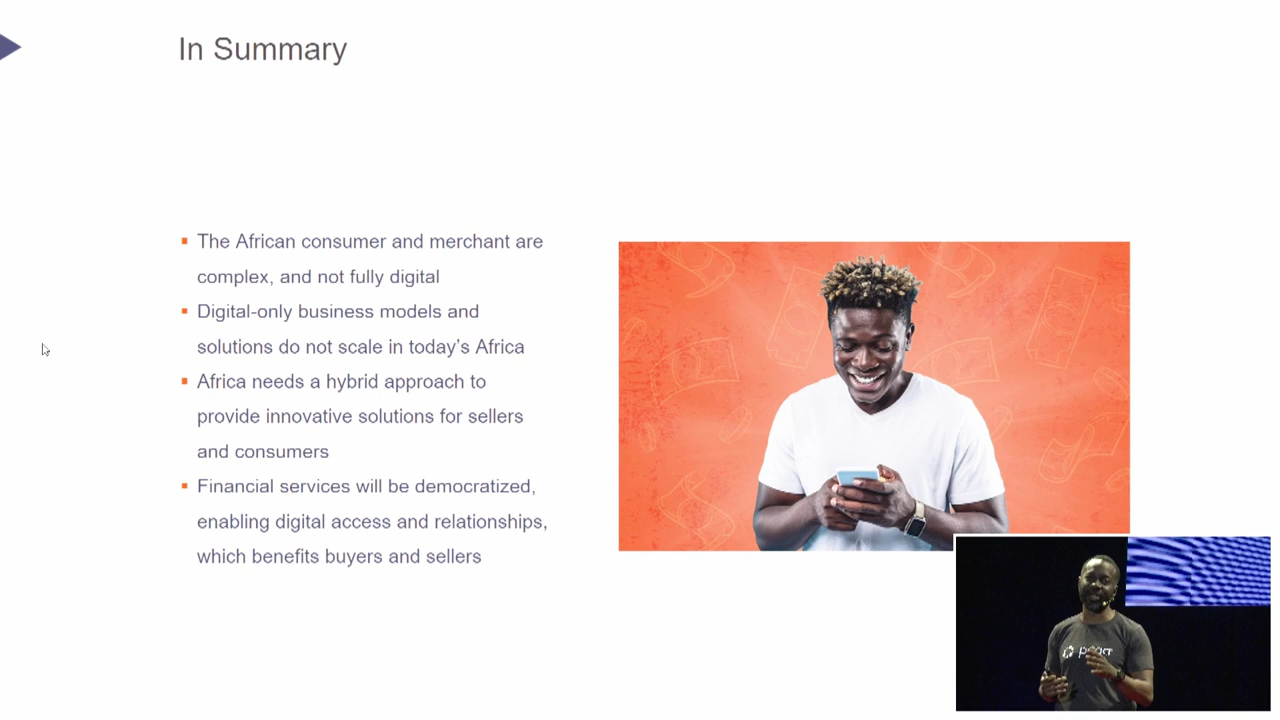 In Summary
The African consumer and merchant are
complex, and not fully digital
Digital-only business models and
solutions do not scale in today's Africa
Africa needs a hybrid approach to
provide innovative solutions for sellers
and consumers
Financial services will be democratized,
enabling digital access and relationships,
which benefits buyers and sellers